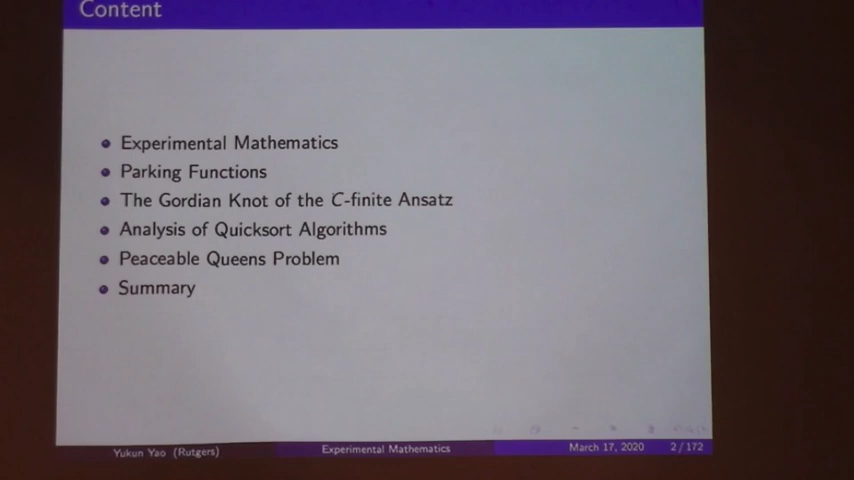 Content
Experimental Mathematics
Parking Functions
The Gordian Knot of the C-finite Ansatz
Analysis of Quicksort Algorithms
Peaceable Queens Problem
Summary
Yukun Yao (Rutgers) Experimental Mathematics March 17, 2020 2 / 172